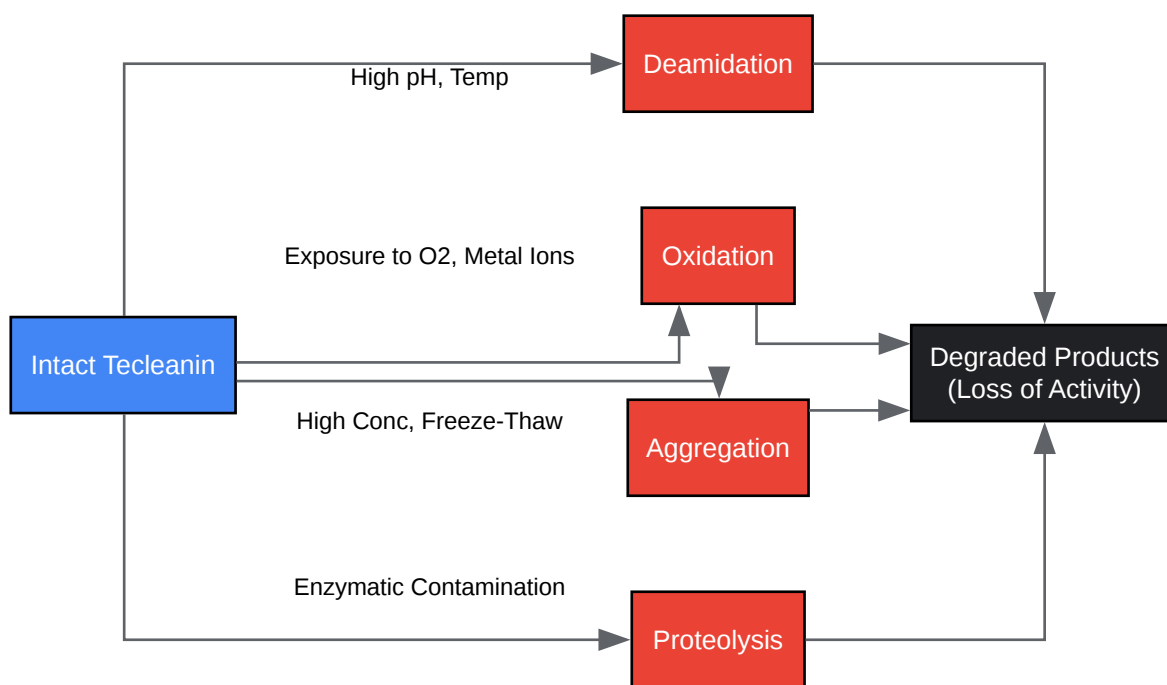 Deamidation
High pH, Temp
Oxidation
Exposure to O2, Metal Ions
Intact Tecleanin
Degraded Products
(Loss of Activity)
High Conc, Freeze-Thaw
Aggregation
Enzymatic Contamination
Proteolysis